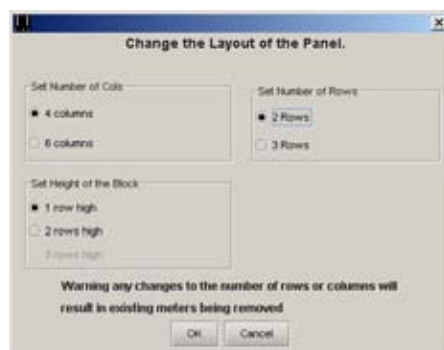 Change the Layout of the Panel.
Set Number of Cols
4 columns
6 columns
Set Number of Rows
2 Rows
3 Rows
Set Height of the Block
1 row high
2 rows high
3 rows high
Warning any changes to the number of rows or columns will
result in existing meters being removed
OK
Cancel